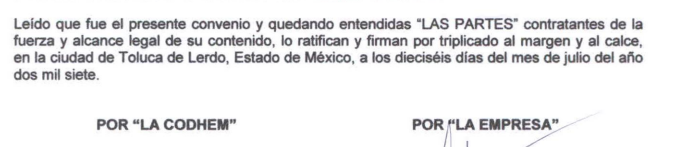 Leído que fue el presente convenio y quedando entendidas “LAS PARTES” contratantes de la
fuerza y alcance legal de su contenido, lo ratifican y firman por triplicado al margen y al calce,
en la ciudad de Toluca de Lerdo, Estado de México, a los dieciséis días del mes de julio del año
dos mil siete.
POR “LA CODHEM” POR “LA EMPRESA”